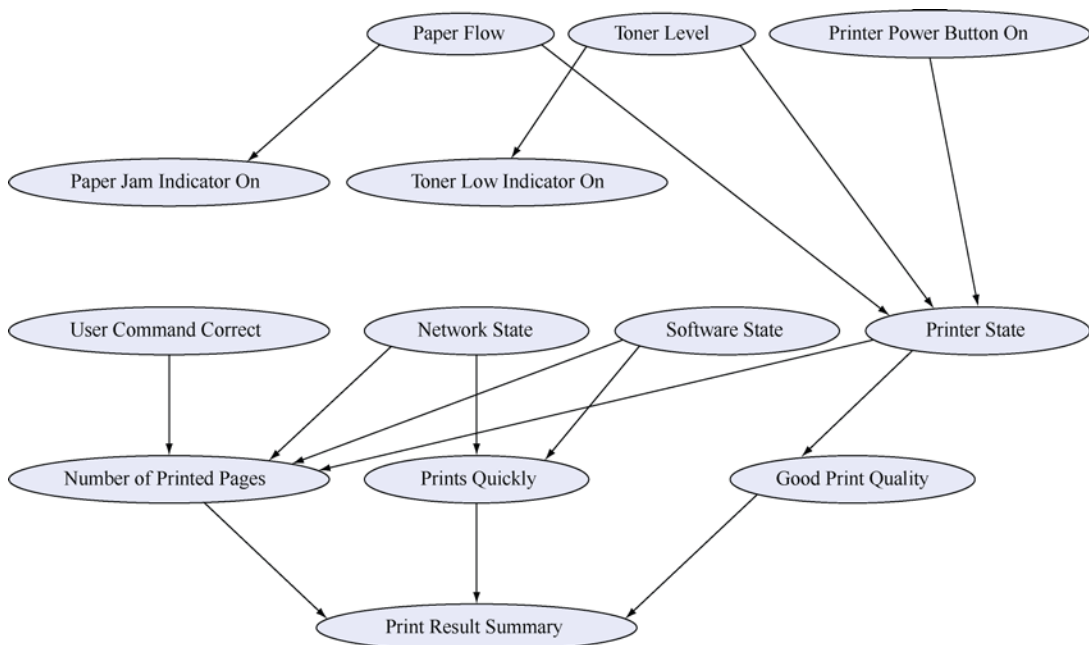 Paper Flow
Toner Level
Printer Power Button On
Paper Jam Indicator On
Toner Low Indicator On
User Command Correct
Network State
Software State
Printer State
Number of Printed Pages
Prints Quickly
Good Print Quality
Print Result Summary